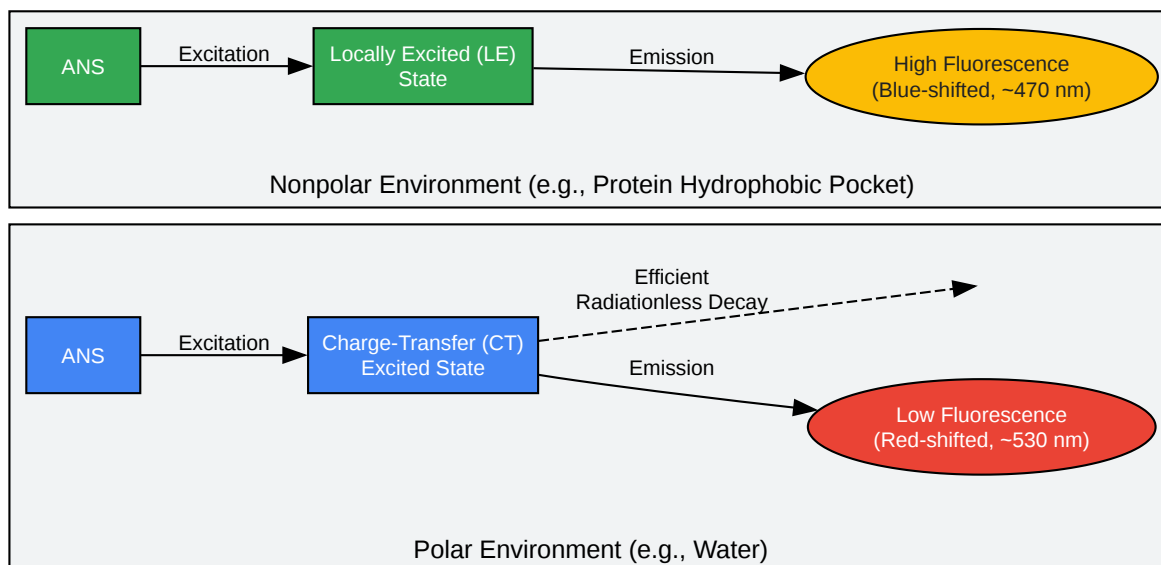 ANS
Excitation
Locally Excited (LE)
State
Emission
High Fluorescence
(Blue-shifted, ~470 nm)
Nonpolar Environment (e.g., Protein Hydrophobic Pocket)
Efficient
Radiationless Decay
ANS
Excitation
Charge-Transfer (CT)
Excited State
Emission
Low Fluorescence
(Red-shifted, ~530 nm)
Polar Environment (e.g., Water)